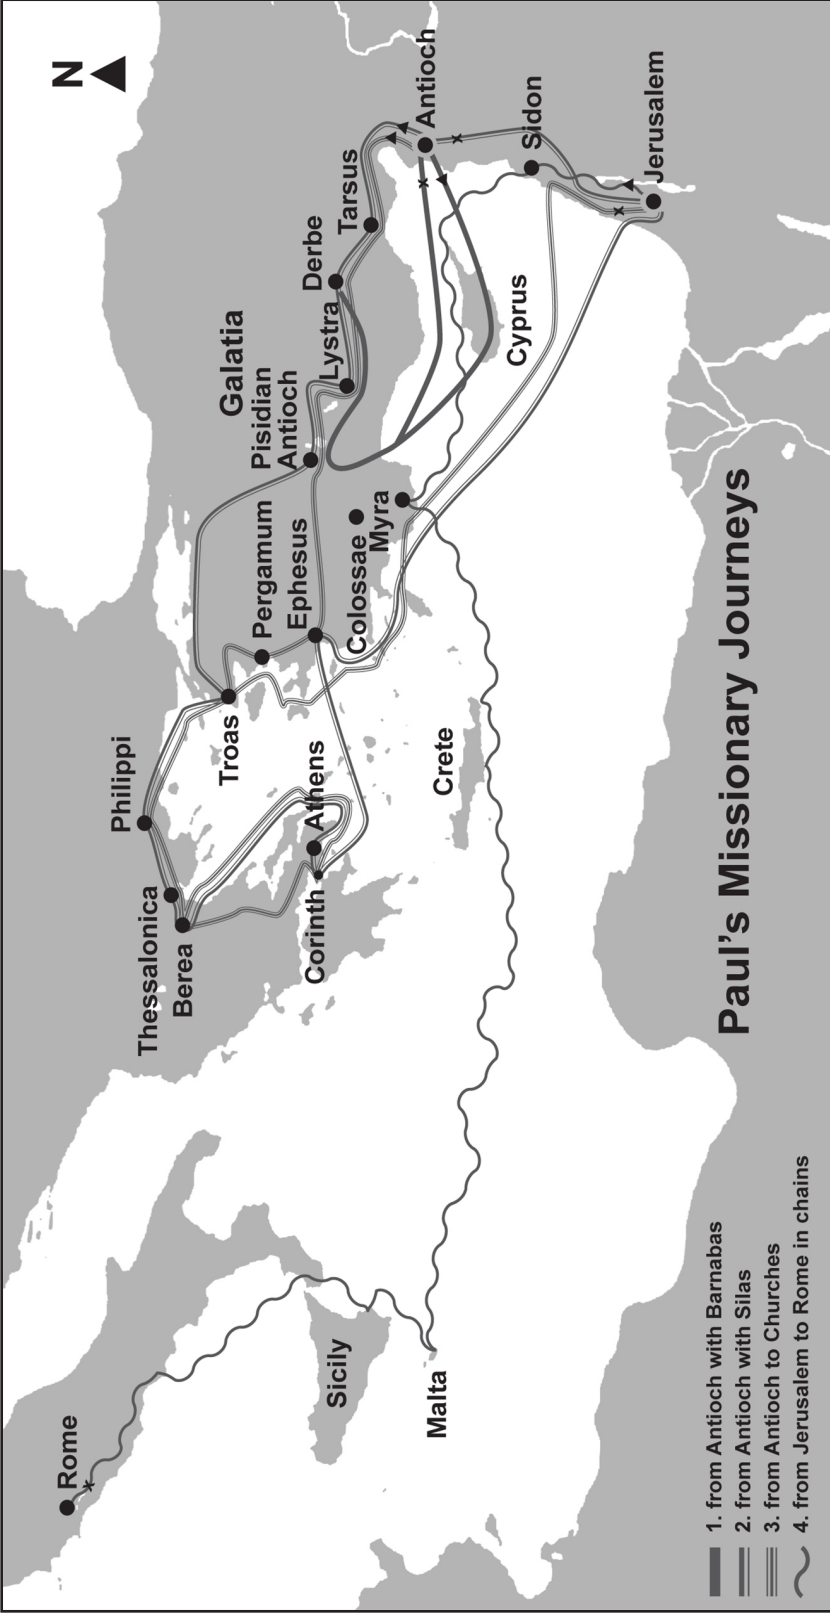 N
Rome
Sicily
Malta
Thessalonica
Berea
Philippi
Corinth
Athens
Crete
Troas
Pergamum
Ephesus
Colossae
Myra
Galatia
Pisidian
Antioch
Lystra
Derbe
Tarsus
Antioch
Cyprus
Sidon
Jerusalem
Paul's Missionary Journeys
1. from Antioch with Barnabas
2. from Antioch with Silas
3. from Antioch to Churches
4. from Jerusalem to Rome in chains